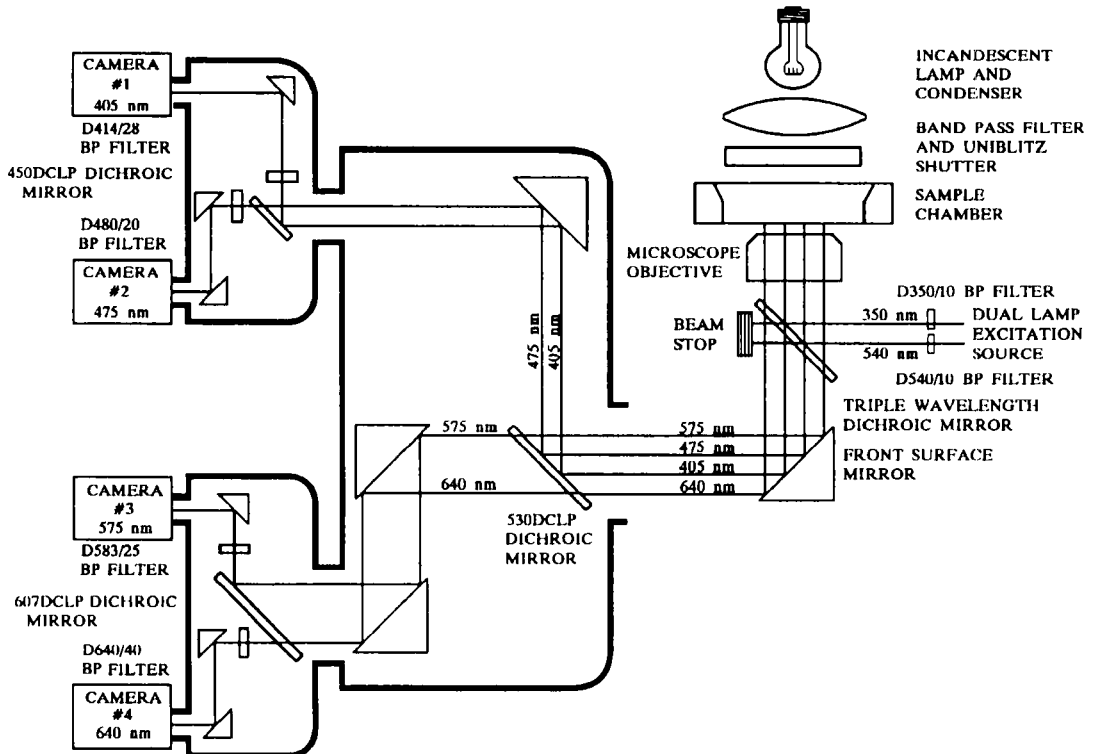 CAMERA
#1
405 nm
D414/28
BP FILTER
450DCLP DICHROIC
MIRROR
D480/20
BP FILTER
CAMERA
#2
475 nm
INCANDESCENT
LAMP AND
CONDENSER
BAND PASS FILTER
AND UNIBLITZ
SHUTTER
SAMPLE
CHAMBER
MICROSCOPE
OBJECTIVE
D350/10 BP FILTER
350 nm
DUAL LAMP
EXCITATION
SOURCE
540 nm
D540/10 BP FILTER
BEAM
STOP
475 nm
405 nm
TRIPLE WAVELENGTH
DICHROIC MIRROR
FRONT SURFACE
MIRROR
575 nm
575 nm
475 nm
405 nm
640 nm
640 nm
530DCLP
DICHROIC
MIRROR
CAMERA
#3
575 nm
D583/25
BP FILTER
607DCLP DICHROIC
MIRROR
D640/40
BP FILTER
CAMERA
#4
640 nm